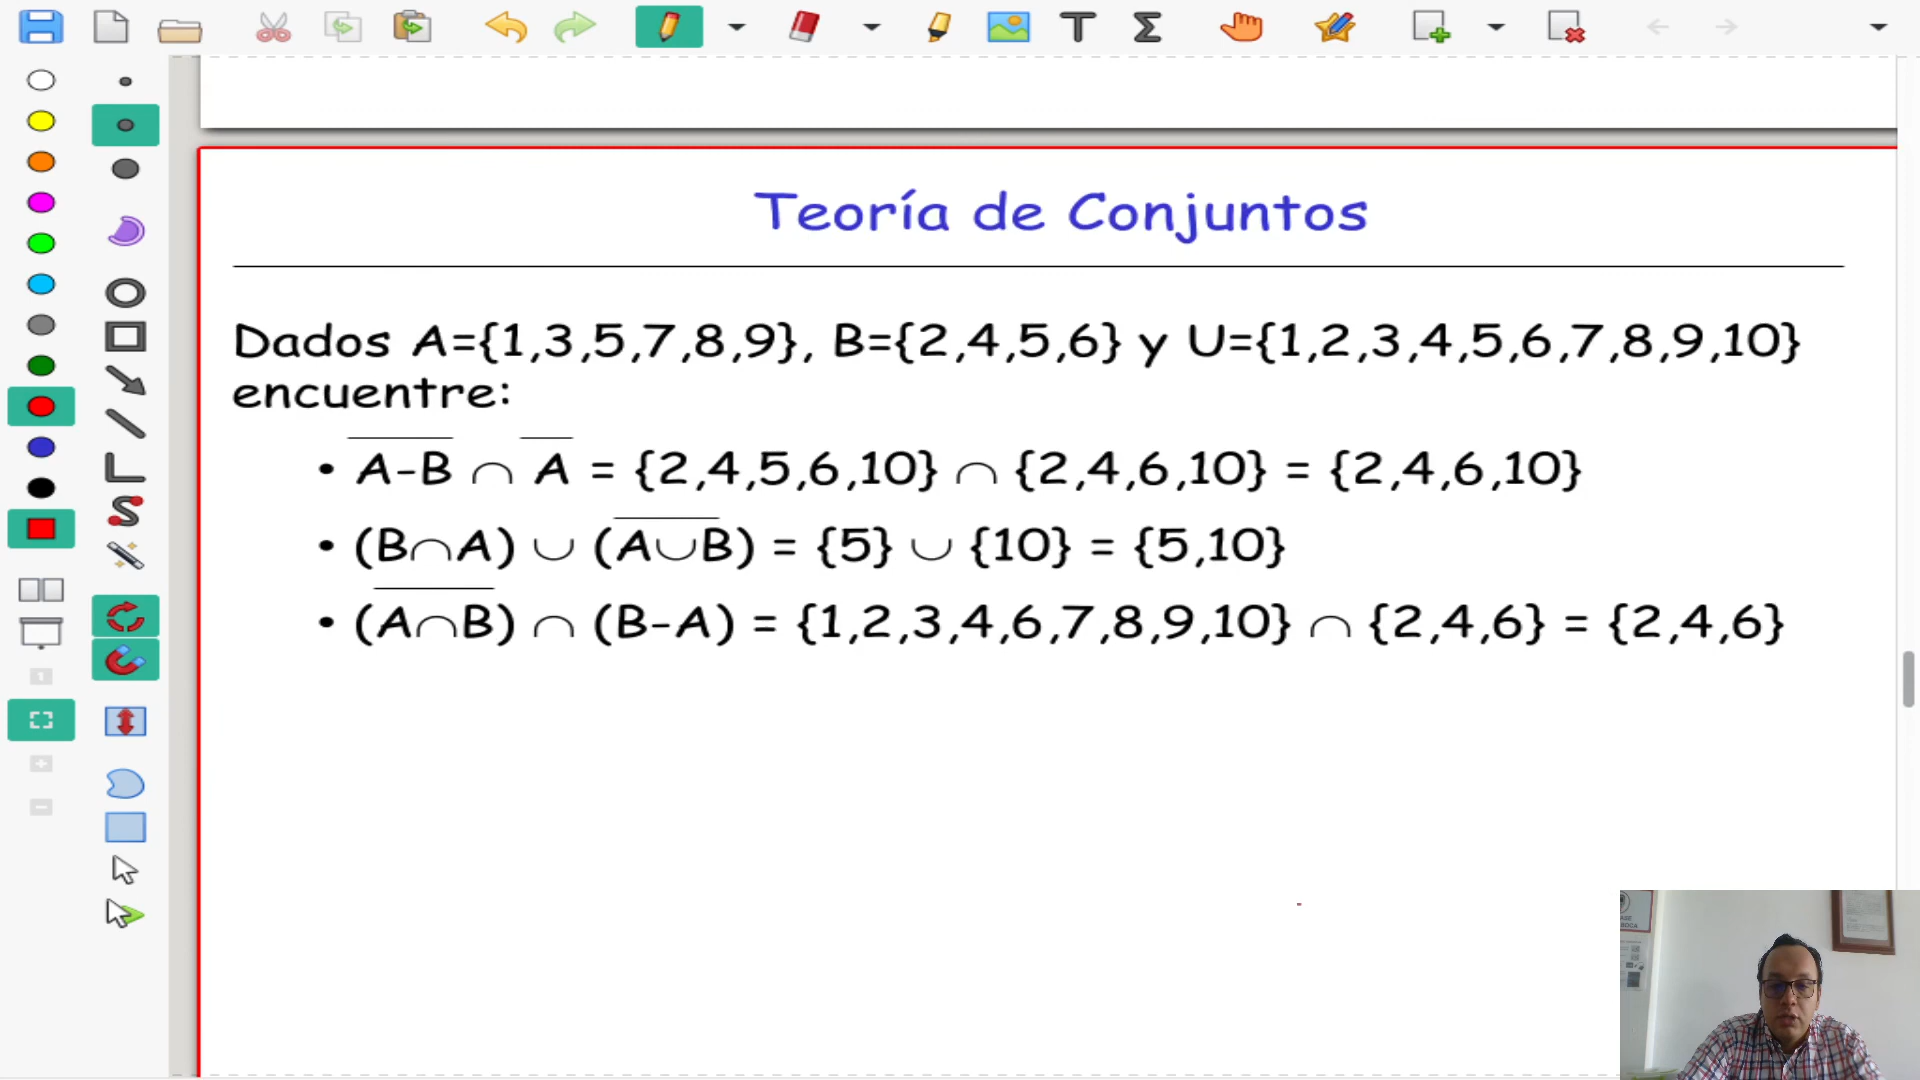 Teoría de Conjuntos
Dados A={1,3,5,7,8,9}, B={2,4,5,6} y U={1,2,3,4,5,6,7,8,9,10}
encuentre:
• A̅-̅B̅ ∩ A̅ = {2,4,5,6,10} ∩ {2,4,6,10} = {2,4,6,10}
• (B∩A) ∪ (A̅∪̅B̅) = {5} ∪ {10} = {5,10}
• (A̅∩̅B̅) ∩ (B-A) = {1,2,3,4,6,7,8,9,10} ∩ {2,4,6} = {2,4,6}